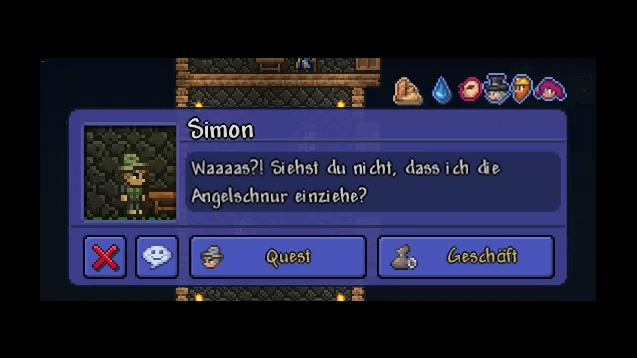 Simon
Waaaas?! Siehst du nicht, dass ich die
Angelschnur einziehe?
Quest
Geschäft